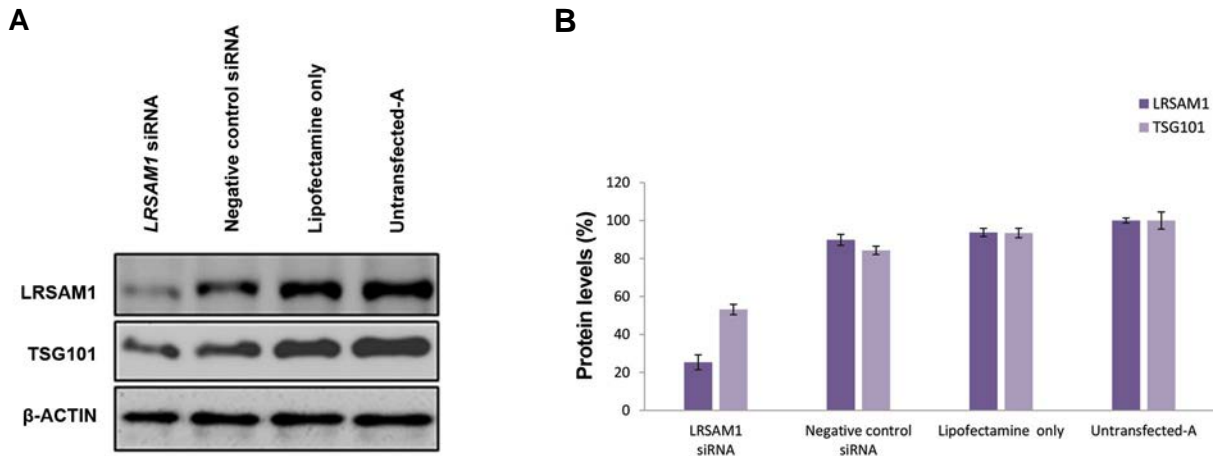 A
LRSAM1 siRNA
Negative control siRNA
Lipofectamine only
Untransfected-A
LRSAM1
TSG101
β-ACTIN
B
LRSAM1
TSG101
Protein levels (%)
120
100
80
60
40
20
0
LRSAM1
siRNA
Negative control
siRNA
Lipofectamine only
Untransfected-A